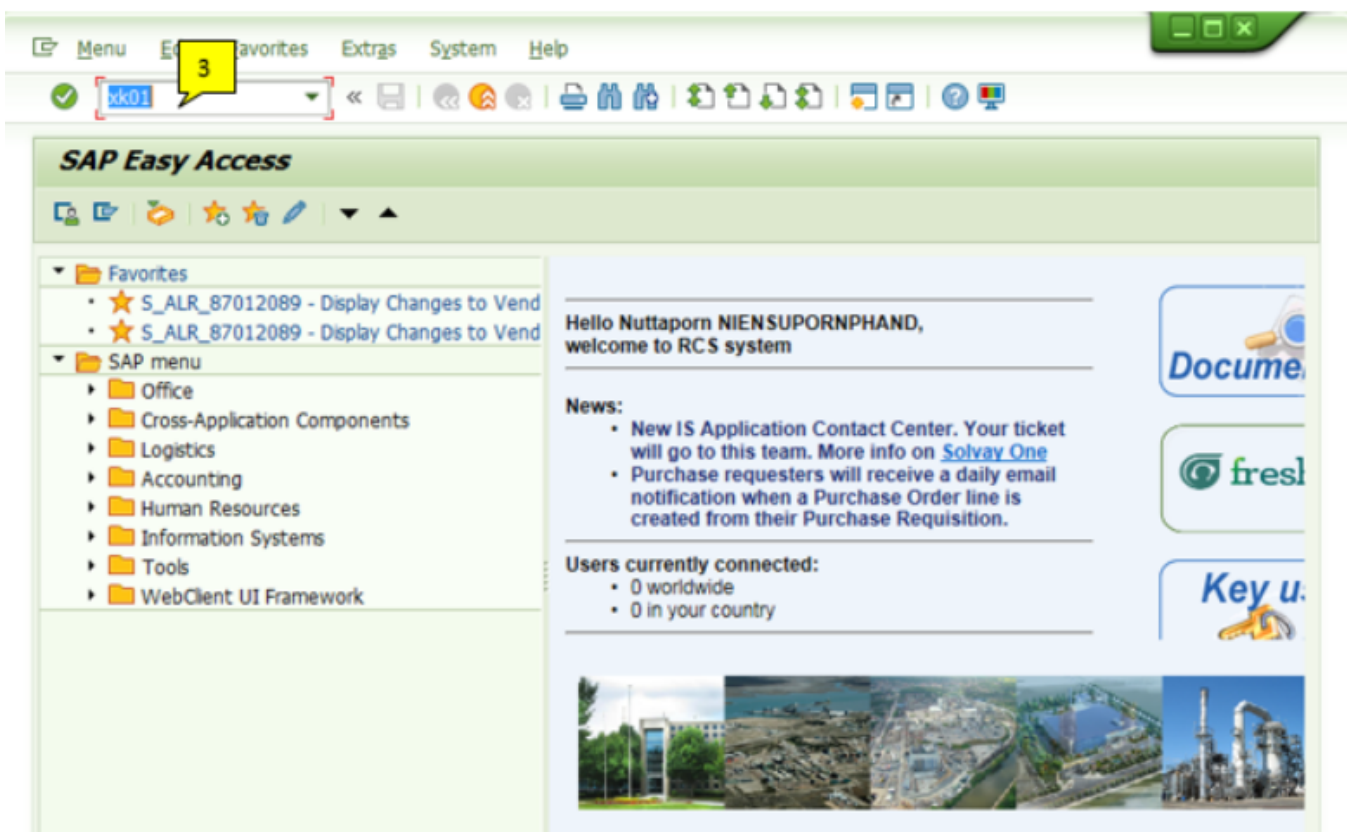 Menu Ed Favorites Extras System Help
3
xk01
SAP Easy Access
Favorites
S_ALR_87012089 - Display Changes to Vend
S_ALR_87012089 - Display Changes to Vend
SAP menu
Office
Cross-Application Components
Logistics
Accounting
Human Resources
Information Systems
Tools
WebClient UI Framework
Hello Nuttaporn NIENSUPORNPHAND,
welcome to RCS system
News:
• New IS Application Contact Center. Your ticket
will go to this team. More info on Solvay One
• Purchase requesters will receive a daily email
notification when a Purchase Order line is
created from their Purchase Requisition.
Users currently connected:
• 0 worldwide
• 0 in your country
Docume
fresh
Key u